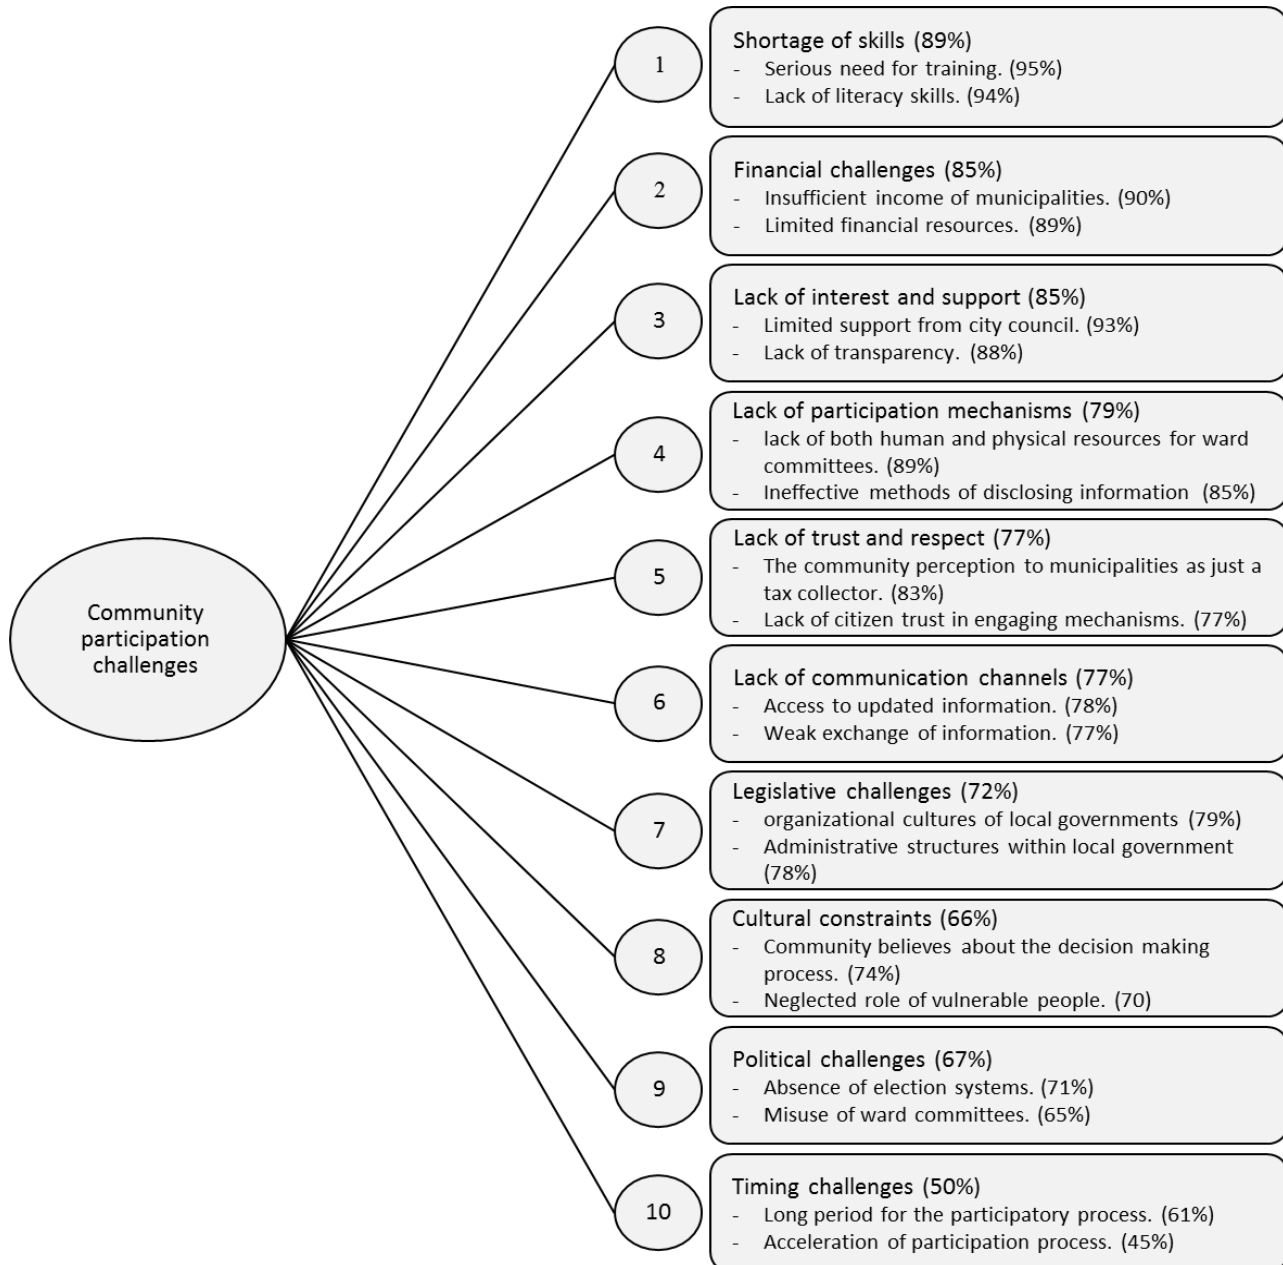 Community
participation
challenges
1
Shortage of skills (89%)
- Serious need for training. (95%)
- Lack of literacy skills. (94%)
2
Financial challenges (85%)
- Insufficient income of municipalities. (90%)
- Limited financial resources. (89%)
3
Lack of interest and support (85%)
- Limited support from city council. (93%)
- Lack of transparency. (88%)
4
Lack of participation mechanisms (79%)
- lack of both human and physical resources for ward
committees. (89%)
- Ineffective methods of disclosing information (85%)
5
Lack of trust and respect (77%)
- The community perception to municipalities as just a
tax collector. (83%)
- Lack of citizen trust in engaging mechanisms. (77%)
6
Lack of communication channels (77%)
- Access to updated information. (78%)
- Weak exchange of information. (77%)
7
Legislative challenges (72%)
- organizational cultures of local governments (79%)
- Administrative structures within local government
(78%)
8
Cultural constraints (66%)
- Community believes about the decision making
process. (74%)
- Neglected role of vulnerable people. (70)
9
Political challenges (67%)
- Absence of election systems. (71%)
- Misuse of ward committees. (65%)
10
Timing challenges (50%)
- Long period for the participatory process. (61%)
- Acceleration of participation process. (45%)